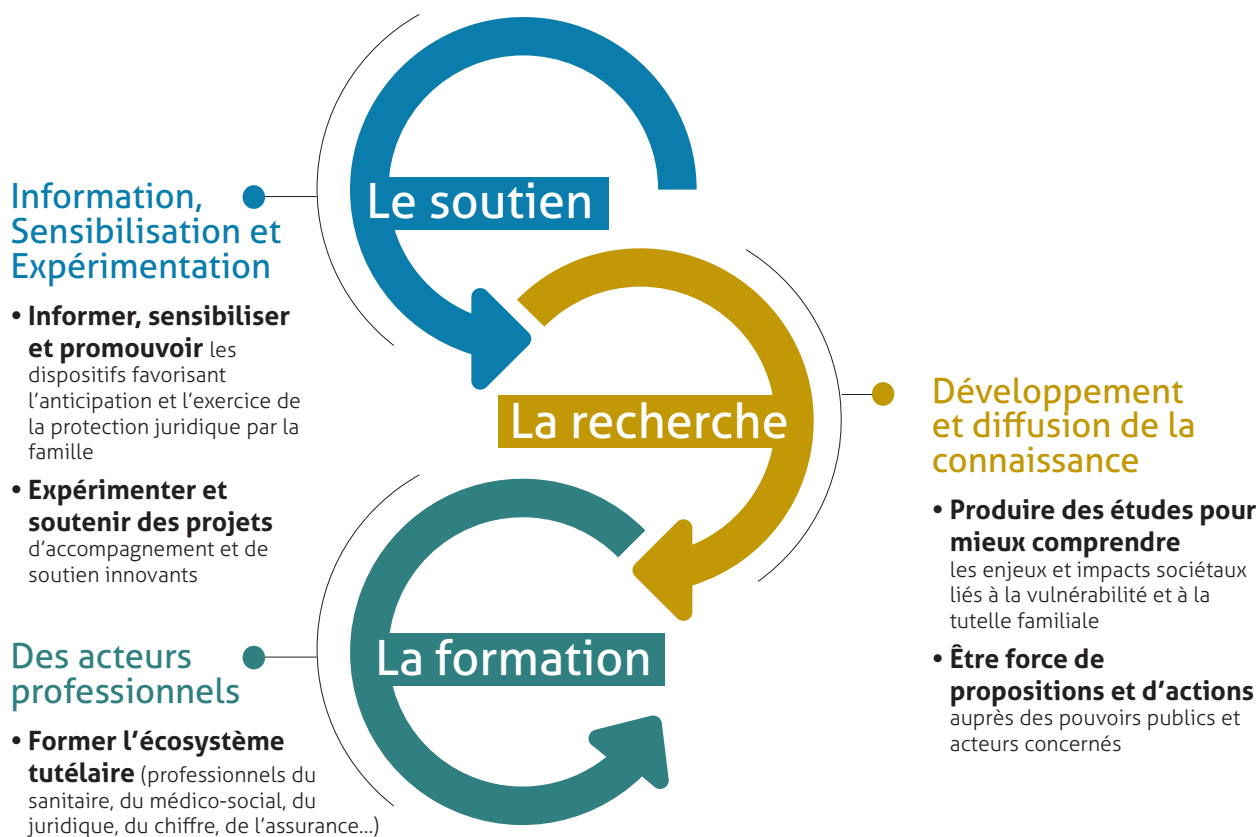 Le soutien
Information,
Sensibilisation et
Expérimentation
• Informer, sensibiliser
et promouvoir les
dispositifs favorisant
l’anticipation et l’exercice de
la protection juridique par la
famille
• Expérimenter et
soutenir des projets
d’accompagnement et de
soutien innovants
La recherche
Développement
et diffusion de la
connaissance
• Produire des études pour
mieux comprendre
les enjeux et impacts sociétaux
liés à la vulnérabilité et à la
tutelle familiale
• Être force de
propositions et d’actions
auprès des pouvoirs publics et
acteurs concernés
La formation
Des acteurs
professionnels
• Former l’écosystème
tutélaire (professionnels du
sanitaire, du médico-social, du
juridique, du chiffre, de l’assurance...)